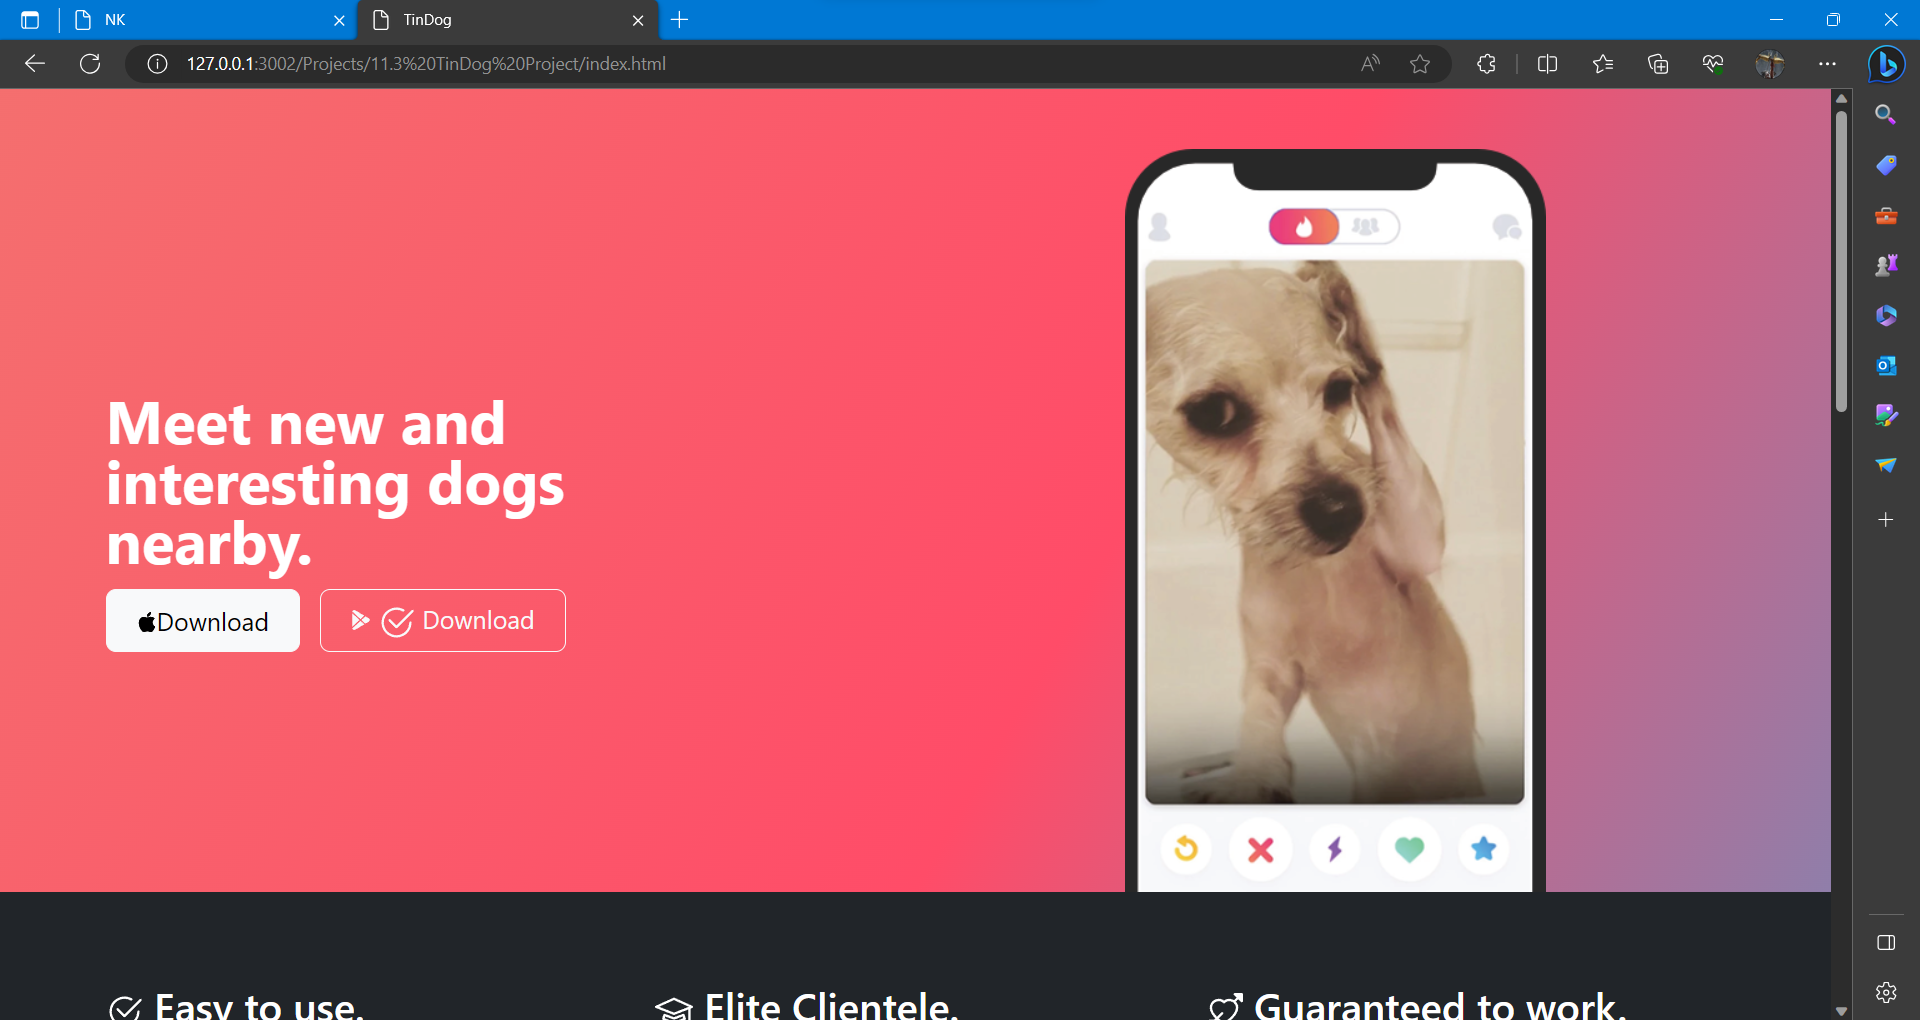 NK
TinDog
127.0.0.1:3002/Projects/11.3%20TinDog%20Project/index.html
Meet new and
interesting dogs
nearby.
Download
Download
Easy to use.
Elite Clientele.
Guaranteed to work.